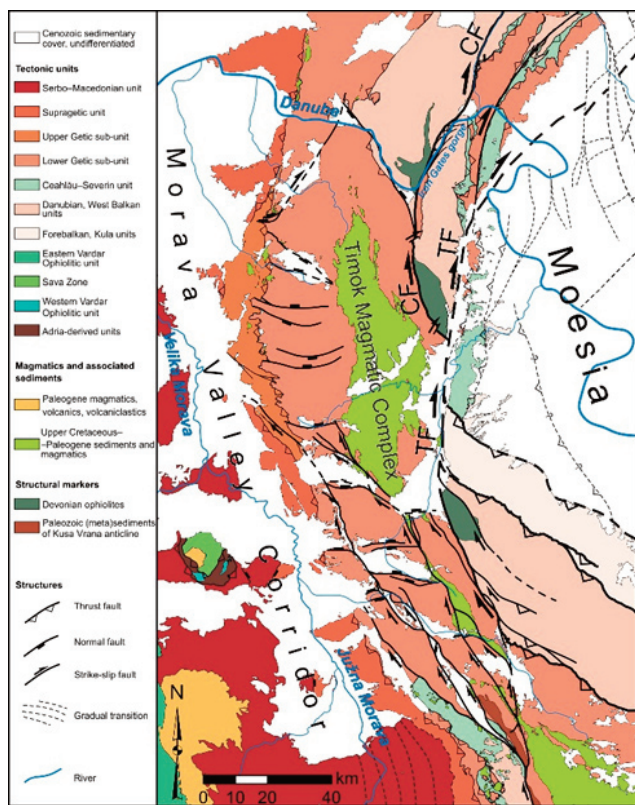 Cenozoic sedimentary
cover, undifferentiated
Tectonic units
Serbo–Macedonian unit
Supragetic unit
Upper Getic sub-unit
Lower Getic sub-unit
Ceahlău–Severin unit
Danubian, West Balkan
units
Forebalkan, Kula units
Eastern Vardar
Ophiolitic unit
Sava Zone
Western Vardar
Ophiolitic unit
Adria-derived units
Magmatics and associated
sediments
Paleogene magmatics,
volcanics, volcaniclastics
Upper Cretaceous–
–Paleogene sediments and
magmatics
Structural markers
Devonian ophiolites
Paleozoic (meta)sediments
of Kusa Vrana anticline
Structures
Thrust fault
Normal fault
Strike-slip fault
Gradual transition
River
CF
Danube
Gates gorge
Morava Valley
Corridor
Velika Morava
Timok Magmatic Complex
CF
TF
TF
Moesia
Južna Morava
N
km
0 10 20 40